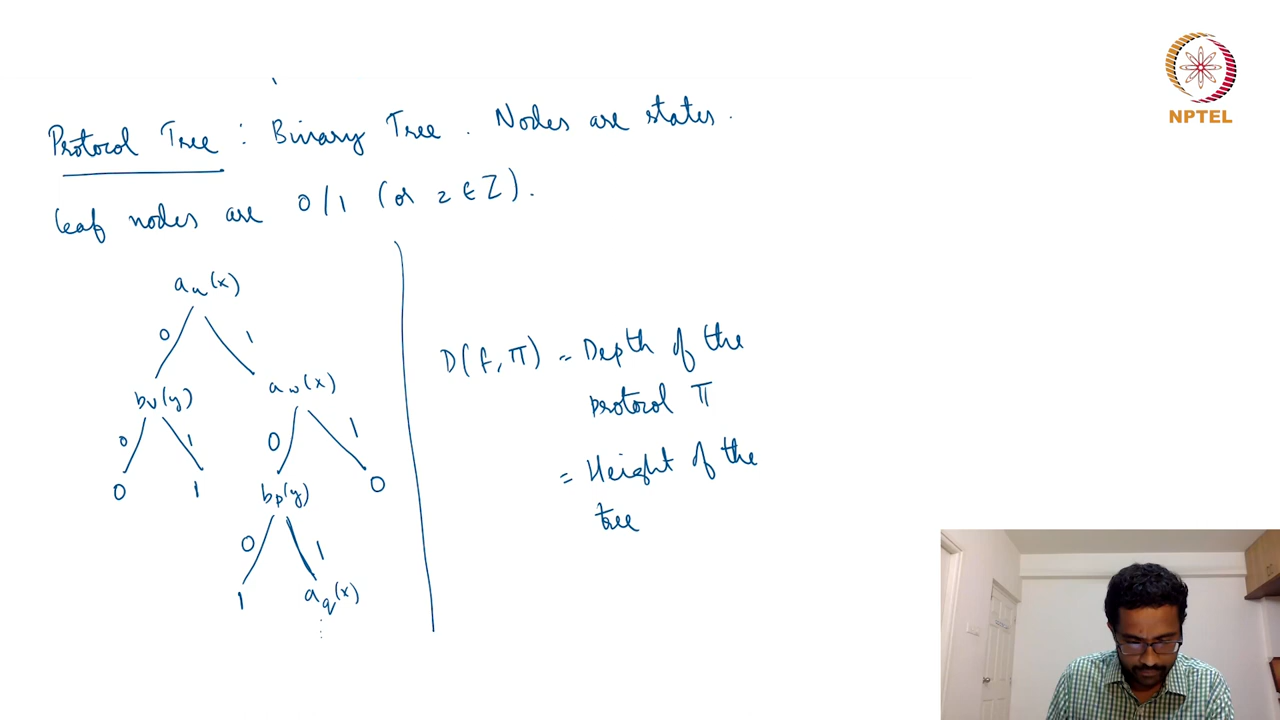 NPTEL
Protocol Tree : Binary Tree . Nodes are states .
leaf nodes are 0/1 (or z ∈ Z) .
a_u(x)
0 1
b_v(y) a_w(x)
0 1 0 1
0 1 b_p(y) 0
0 1
1 a_q(x)
⋮
D(f, π) = Depth of the
protocol π
= Height of the
tree